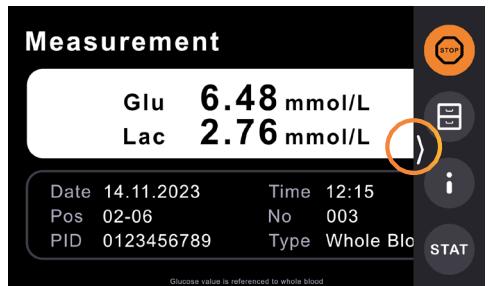 Measurement
STOP
Glu 6.48 mmol/L
Lac 2.76 mmol/L
Date 14.11.2023 Time 12:15
Pos 02-06 No 003
PID 0123456789 Type Whole Blo
STAT
Glucose value is referenced to whole blood